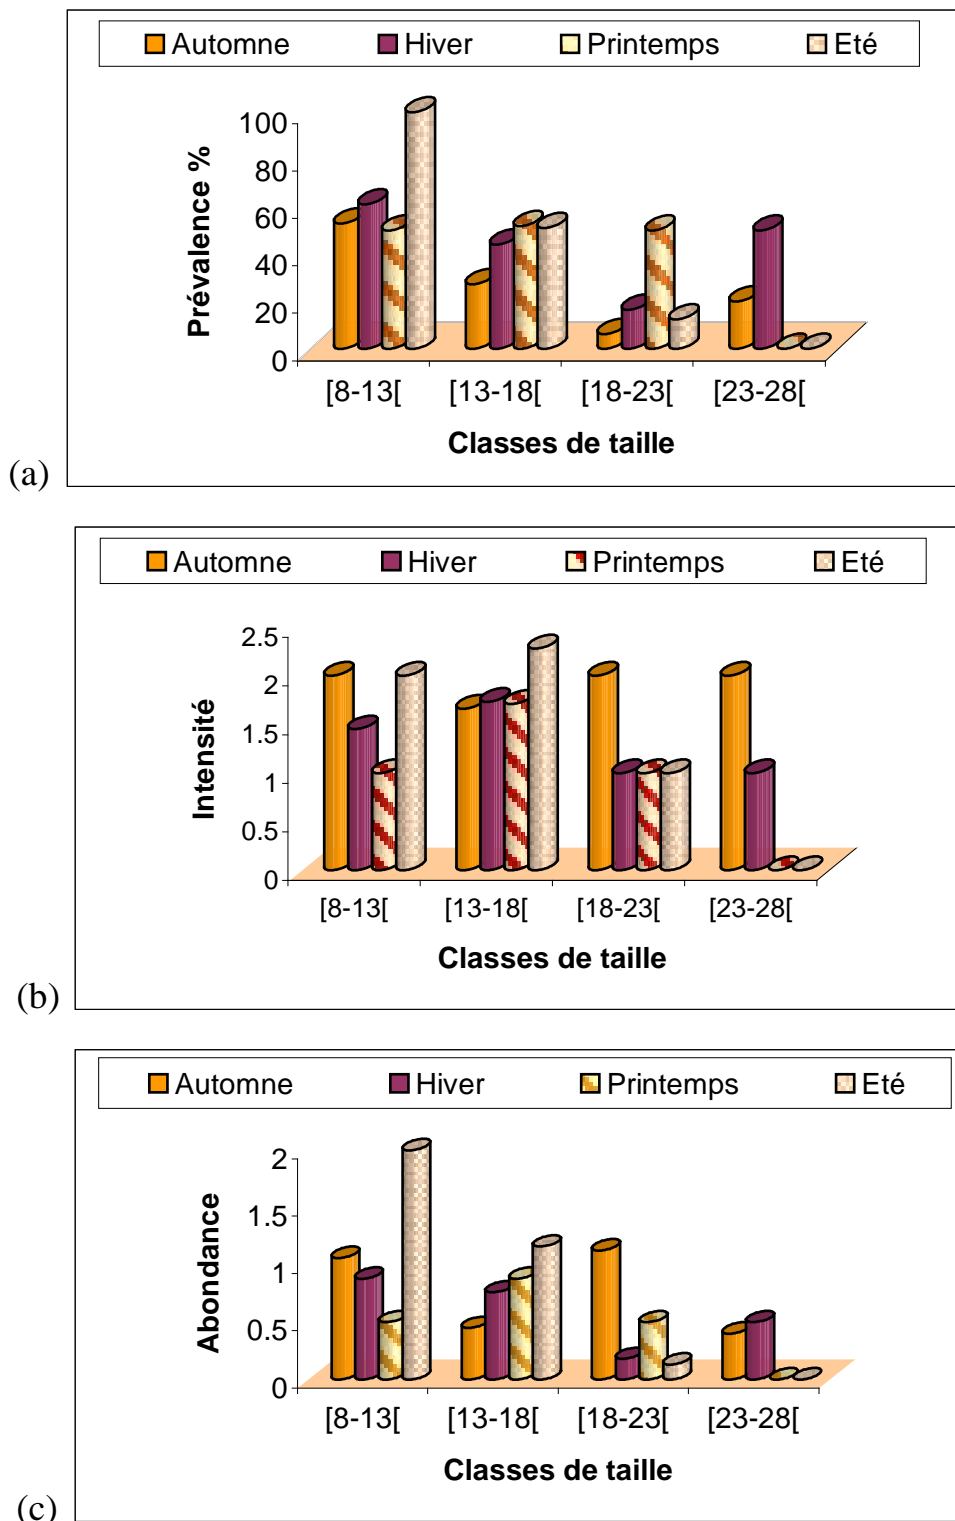 Automne Hiver Printemps Eté
100
80
60
40
20
0
Prévalence %
[8-13[ [13-18[ [18-23[ [23-28[
Classes de taille
(a)
Automne Hiver Printemps Eté
2.5
2
1.5
1
0.5
0
Intensité
[8-13[ [13-18[ [18-23[ [23-28[
Classes de taille
(b)
Automne Hiver Printemps Eté
2
1.5
1
0.5
0
Abondance
[8-13[ [13-18[ [18-23[ [23-28[
Classes de taille
(c)